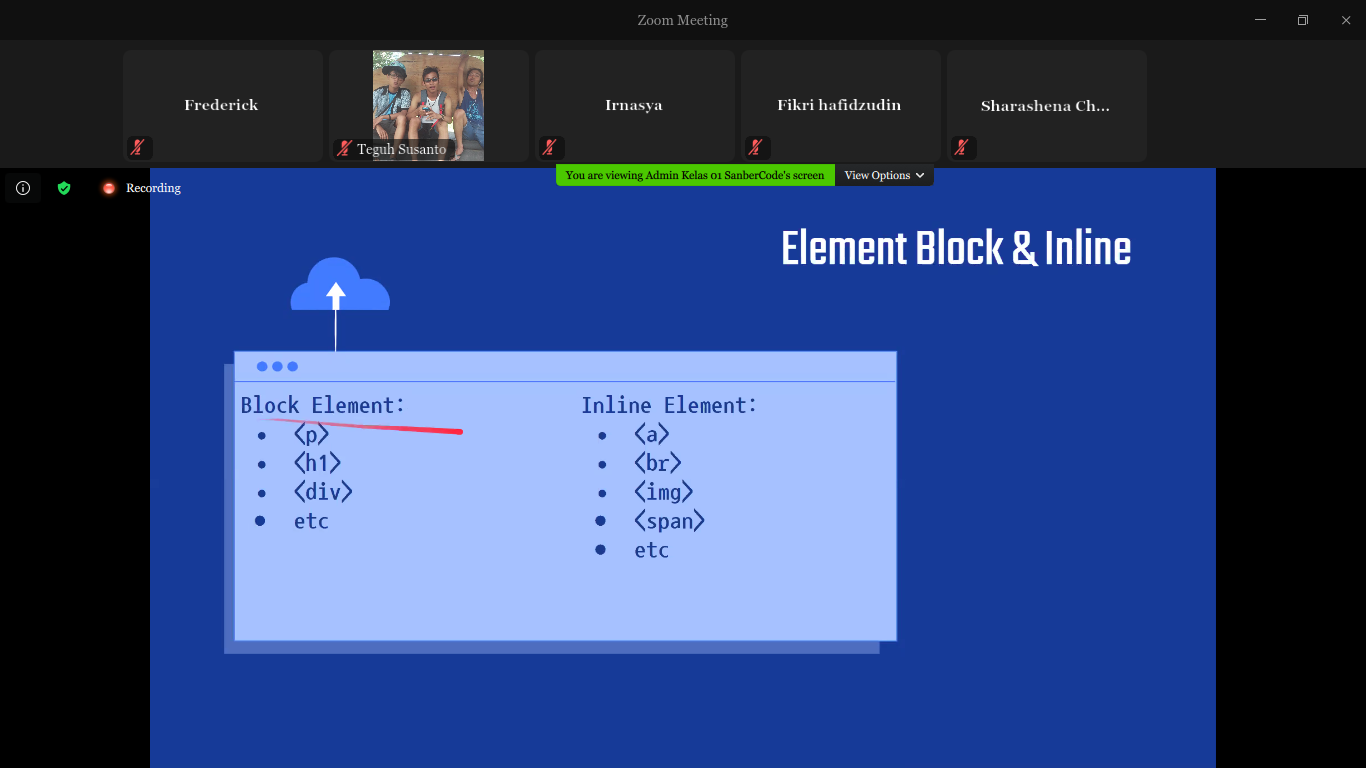 Zoom Meeting
Frederick
Teguh Susanto
Irnasya
Fikri hafidzudin
Sharashena Ch...
You are viewing Admin Kelas 01 SanberCode's screen
View Options
Recording
Element Block & Inline
Block Element:
• <p>
• <h1>
• <div>
• etc
Inline Element:
• <a>
• <br>
• <img>
• <span>
• etc